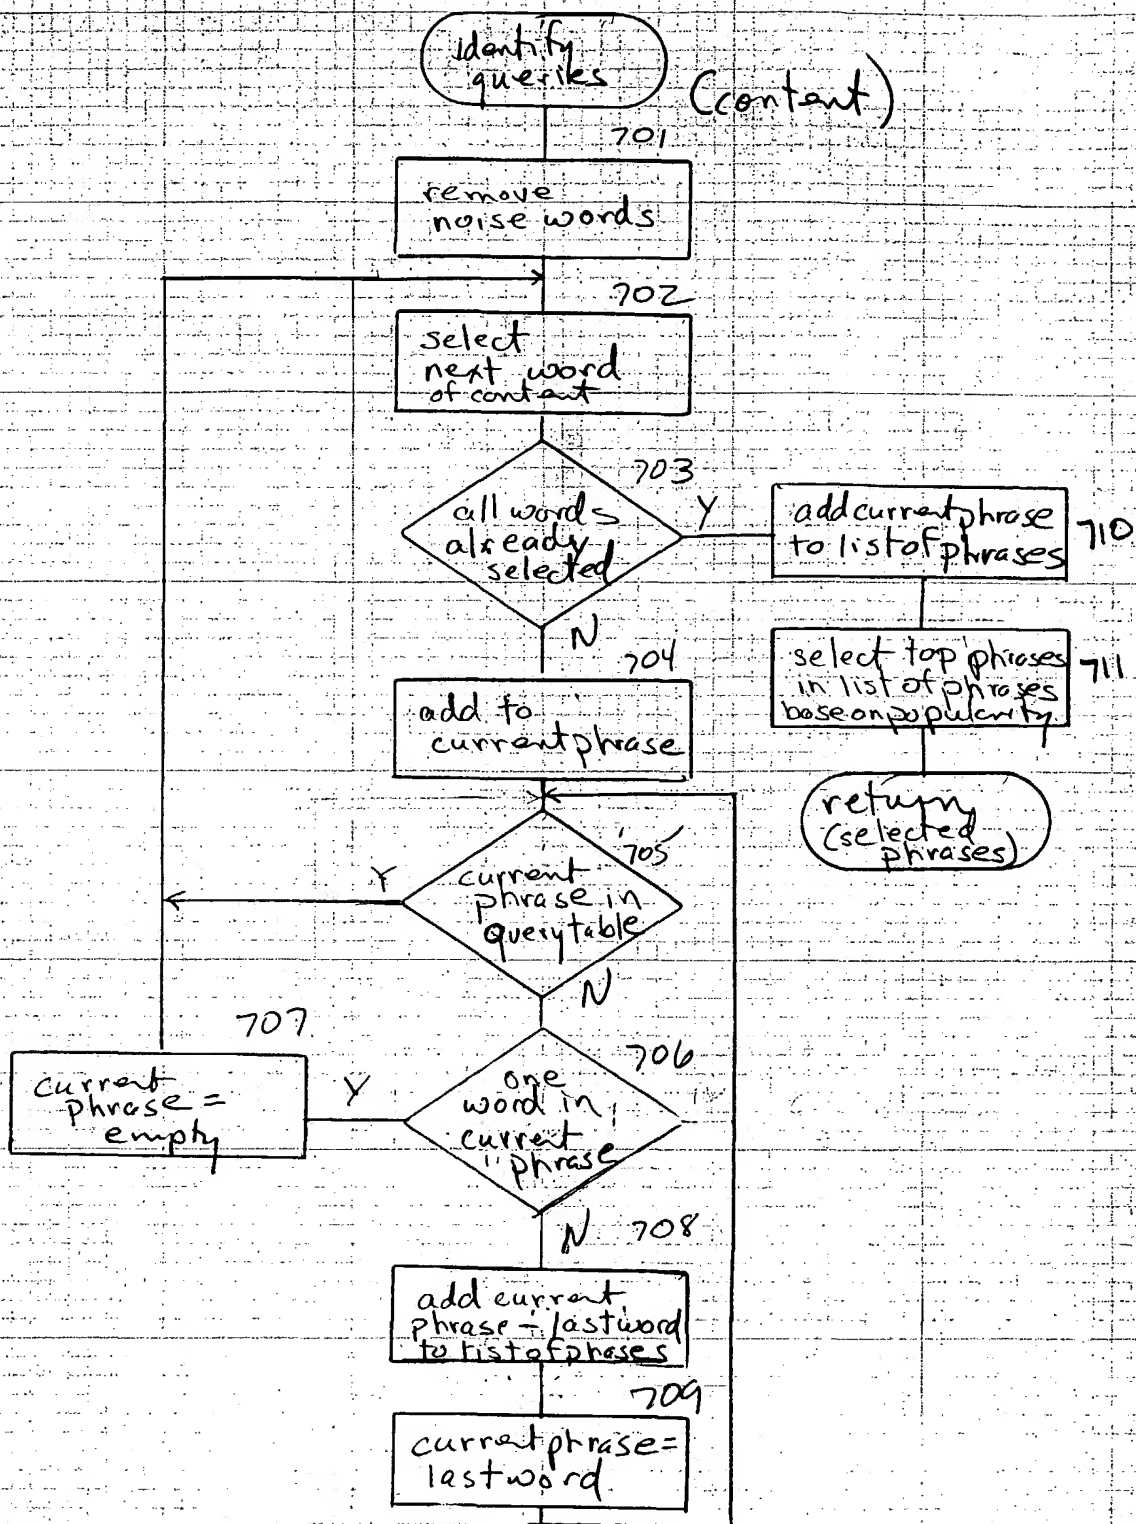 identify
queries
(content)
701
remove
noise words
702
select
next word
of content
703
all words
already
selected
Y
N
add current phrase
to list of phrases
710
select top phrases
in list of phrases
base on popularity
711
return
(selected
phrases)
704
add to
current phrase
705
current
phrase in
query table
Y
N
706
one
word in
current
phrase
Y
N
707
current
phrase =
empty
708
add current
phrase - last word
to list of phases
709
current phrase =
last word